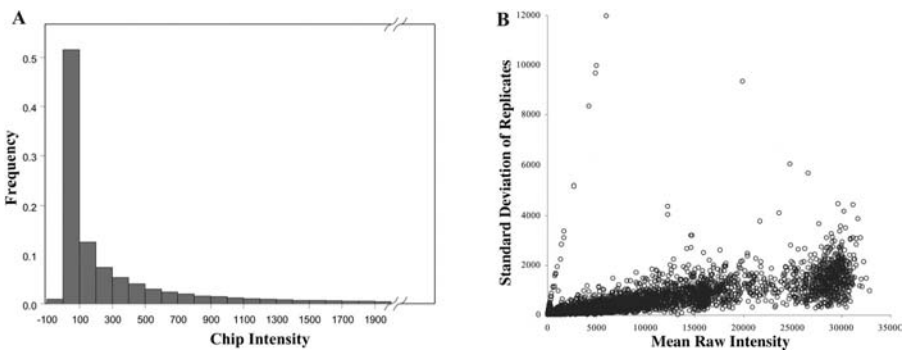 A
Frequency
0.5
0.4
0.3
0.2
0.1
0.0
-100 100 300 500 700 900 1100 1300 1500 1700 1900
Chip Intensity
B
Standard Deviation of Replicates
12000
10000
8000
6000
4000
2000
0
0 5000 10000 15000 20000 25000 30000 35000
Mean Raw Intensity